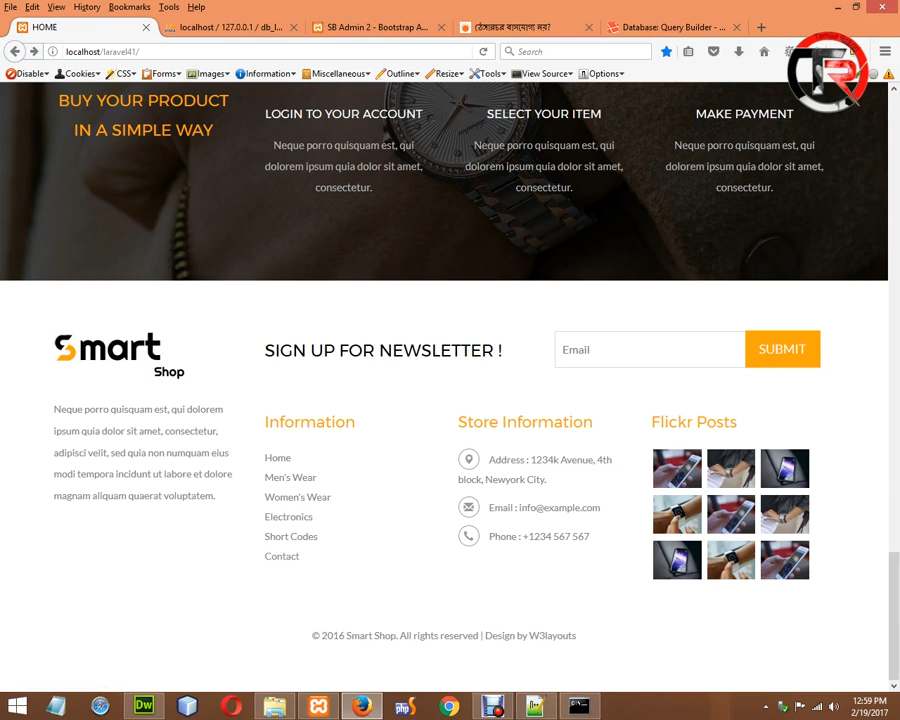 File Edit View History Bookmarks Tools Help
HOME
localhost / 127.0.0.1 / db_l...
SB Admin 2 - Bootstrap A...
Database: Query Builder - ...
localhost/laravel41/
Search
Disable Cookies CSS Forms Images Information Miscellaneous Outline Resize Tools View Source Options
BUY YOUR PRODUCT
IN A SIMPLE WAY
LOGIN TO YOUR ACCOUNT
Neque porro quisquam est, qui
dolorem ipsum quia dolor sit amet,
consectetur.
SELECT YOUR ITEM
Neque porro quisquam est, qui
dolorem ipsum quia dolor sit amet,
consectetur.
MAKE PAYMENT
Neque porro quisquam est, qui
dolorem ipsum quia dolor sit amet,
consectetur.
Smart
Shop
SIGN UP FOR NEWSLETTER !
Email
SUBMIT
Neque porro quisquam est, qui dolorem
ipsum quia dolor sit amet, consectetur,
adipisci velit, sed quia non numquam eius
modi tempora incidunt ut labore et dolore
magnam aliquam quaerat voluptatem.
Information
Home
Men's Wear
Women's Wear
Electronics
Short Codes
Contact
Store Information
Address : 1234k Avenue, 4th
block, Newyork City.
Email : info@example.com
Phone : +1234 567 567
Flickr Posts
© 2016 Smart Shop. All rights reserved | Design by W3layouts
Dw
php
12:59 PM
2/19/2017